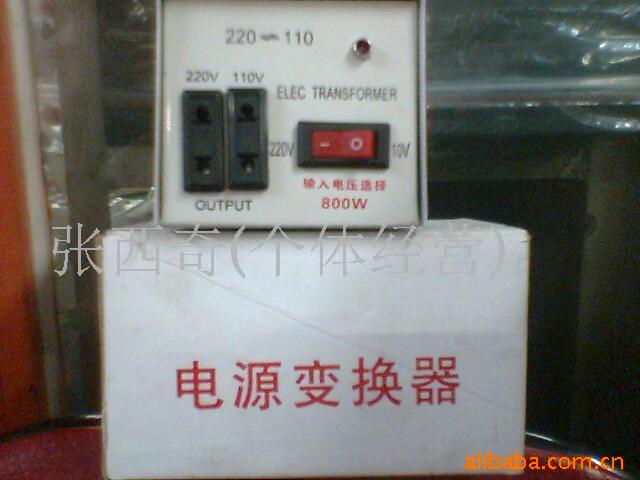 220⇌110
220V 110V
ELEC TRANSFORMER
220V 10V
输入电压选择
OUTPUT 800W
张西奇(个体经营)
电源变换器
alibaba.com.cn